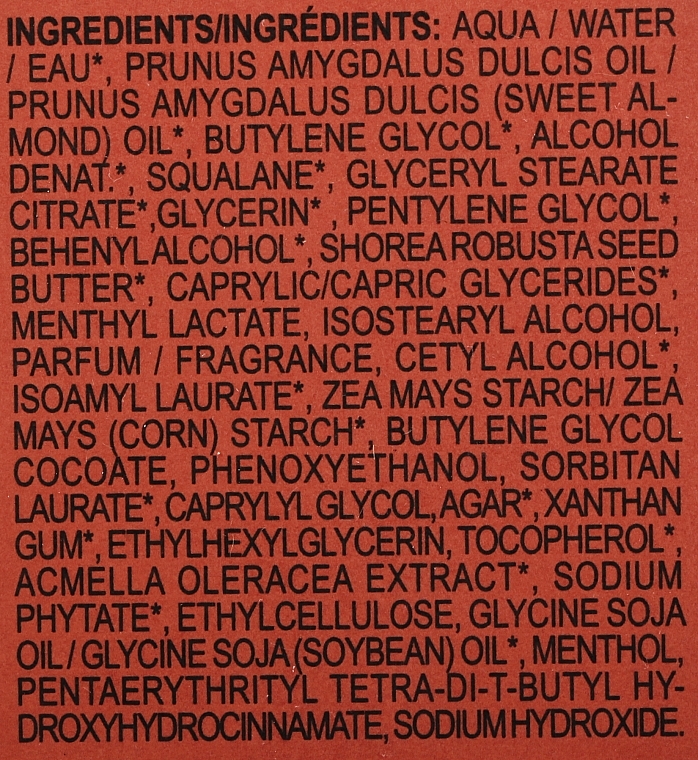 INGREDIENTS/INGRÉDIENTS: AQUA / WATER
/ EAU*, PRUNUS AMYGDALUS DULCIS OIL /
PRUNUS AMYGDALUS DULCIS (SWEET AL-
MOND) OIL*, BUTYLENE GLYCOL*, ALCOHOL
DENAT.*, SQUALANE*, GLYCERYL STEARATE
CITRATE*,GLYCERIN* , PENTYLENE GLYCOL*,
BEHENYL ALCOHOL*, SHOREA ROBUSTA SEED
BUTTER*, CAPRYLIC/CAPRIC GLYCERIDES*,
MENTHYL LACTATE, ISOSTEARYL ALCOHOL,
PARFUM / FRAGRANCE, CETYL ALCOHOL*,
ISOAMYL LAURATE*, ZEA MAYS STARCH/ ZEA
MAYS (CORN) STARCH*, BUTYLENE GLYCOL
COCOATE, PHENOXYETHANOL, SORBITAN
LAURATE*, CAPRYLYL GLYCOL, AGAR*, XANTHAN
GUM*, ETHYLHEXYLGLYCERIN, TOCOPHEROL*,
ACMELLA OLERACEA EXTRACT*, SODIUM
PHYTATE*, ETHYLCELLULOSE, GLYCINE SOJA
OIL / GLYCINE SOJA (SOYBEAN) OIL*, MENTHOL,
PENTAERYTHRITYL TETRA-DI-T-BUTYL HY-
DROXYHYDROCINNAMATE, SODIUM HYDROXIDE.